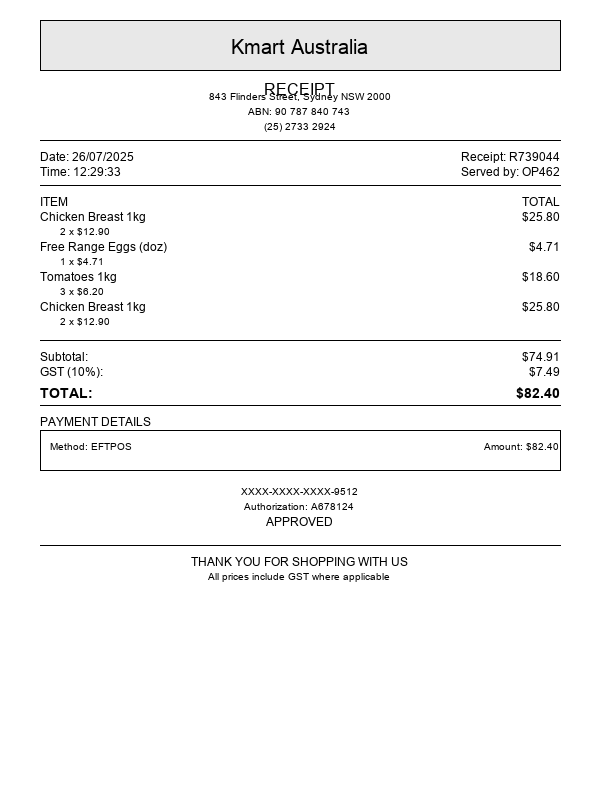 Kmart Australia
RECEIPT
843 Flinders Street, Sydney NSW 2000
ABN: 90 787 840 743
(25) 2733 2924
Date: 26/07/2025 Receipt: R739044
Time: 12:29:33 Served by: OP462
ITEM TOTAL
Chicken Breast 1kg $25.80
2 x $12.90
Free Range Eggs (doz) $4.71
1 x $4.71
Tomatoes 1kg $18.60
3 x $6.20
Chicken Breast 1kg $25.80
2 x $12.90
Subtotal: $74.91
GST (10%): $7.49
TOTAL: $82.40
PAYMENT DETAILS
Method: EFTPOS Amount: $82.40
XXXX-XXXX-XXXX-9512
Authorization: A678124
APPROVED
THANK YOU FOR SHOPPING WITH US
All prices include GST where applicable